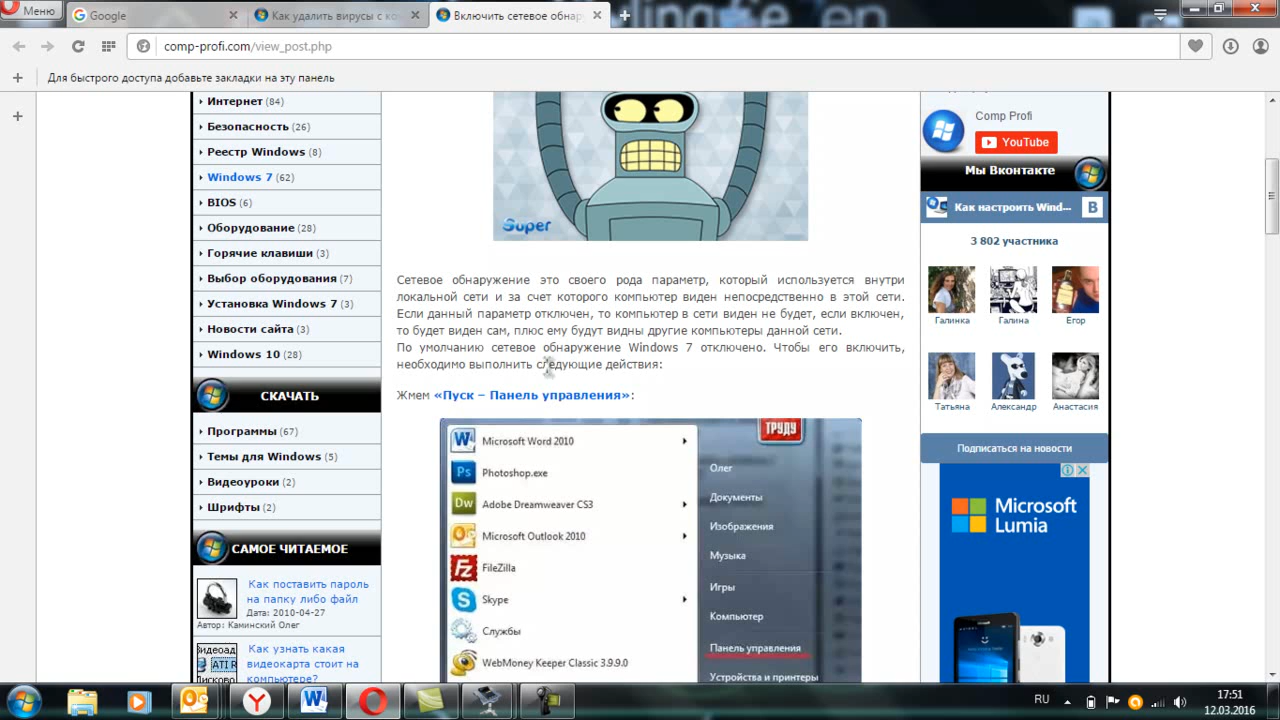 Меню
Google
Как удалить вирусы с ко
Включить сетевое обнару
comp-profi.com/view_post.php
Для быстрого доступа добавьте закладки на эту панель
Интернет (84)
Безопасность (26)
Реестр Windows (8)
Windows 7 (62)
BIOS (6)
Оборудование (28)
Горячие клавиши (3)
Выбор оборудования (7)
Установка Windows 7 (3)
Новости сайта (3)
Windows 10 (28)
СКАЧАТЬ
Программы (67)
Темы для Windows (5)
Видеоуроки (2)
Шрифты (2)
САМОЕ ЧИТАЕМОЕ
Как поставить пароль
на папку либо файл
Дата: 2010-04-27
Автор: Каминский Олег
Как узнать какая
видеокарта стоит на
компьютере?
Super
Сетевое обнаружение это своего рода параметр, который используется внутри
локальной сети и за счет которого компьютер виден непосредственно в этой сети.
Если данный параметр отключен, то компьютер в сети виден не будет, если включен,
то будет виден сам, плюс ему будут видны другие компьютеры данной сети.
По умолчанию сетевое обнаружение Windows 7 отключено. Чтобы его включить,
необходимо выполнить следующие действия:
Жмем «Пуск – Панель управления»:
Microsoft Word 2010
Photoshop.exe
Adobe Dreamweaver CS3
Microsoft Outlook 2010
FileZilla
Skype
Службы
WebMoney Keeper Classic 3.9.9.0
ТРУДУ
Олег
Документы
Изображения
Музыка
Игры
Компьютер
Панель управления
Устройства и принтеры
Comp Profi
YouTube
Мы Вконтакте
Как настроить Wind...
B
3 802 участника
Галинка Галина Егор
Татьяна Александр Анастасия
Подписаться на новости
Microsoft
Lumia
RU
17:51
12.03.2016